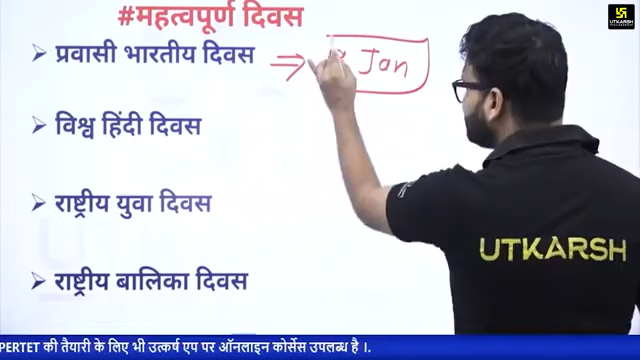 UTKARSH
#महत्वपूर्ण दिवस
➤ प्रवासी भारतीय दिवस ⇒ Jan
➤ विश्व हिंदी दिवस
➤ राष्ट्रीय युवा दिवस
➤ राष्ट्रीय बालिका दिवस
UTKARSH
PERTET की तैयारी के लिए भी उत्कर्ष एप पर ऑनलाइन कोर्सेस उपलब्ध है ।.